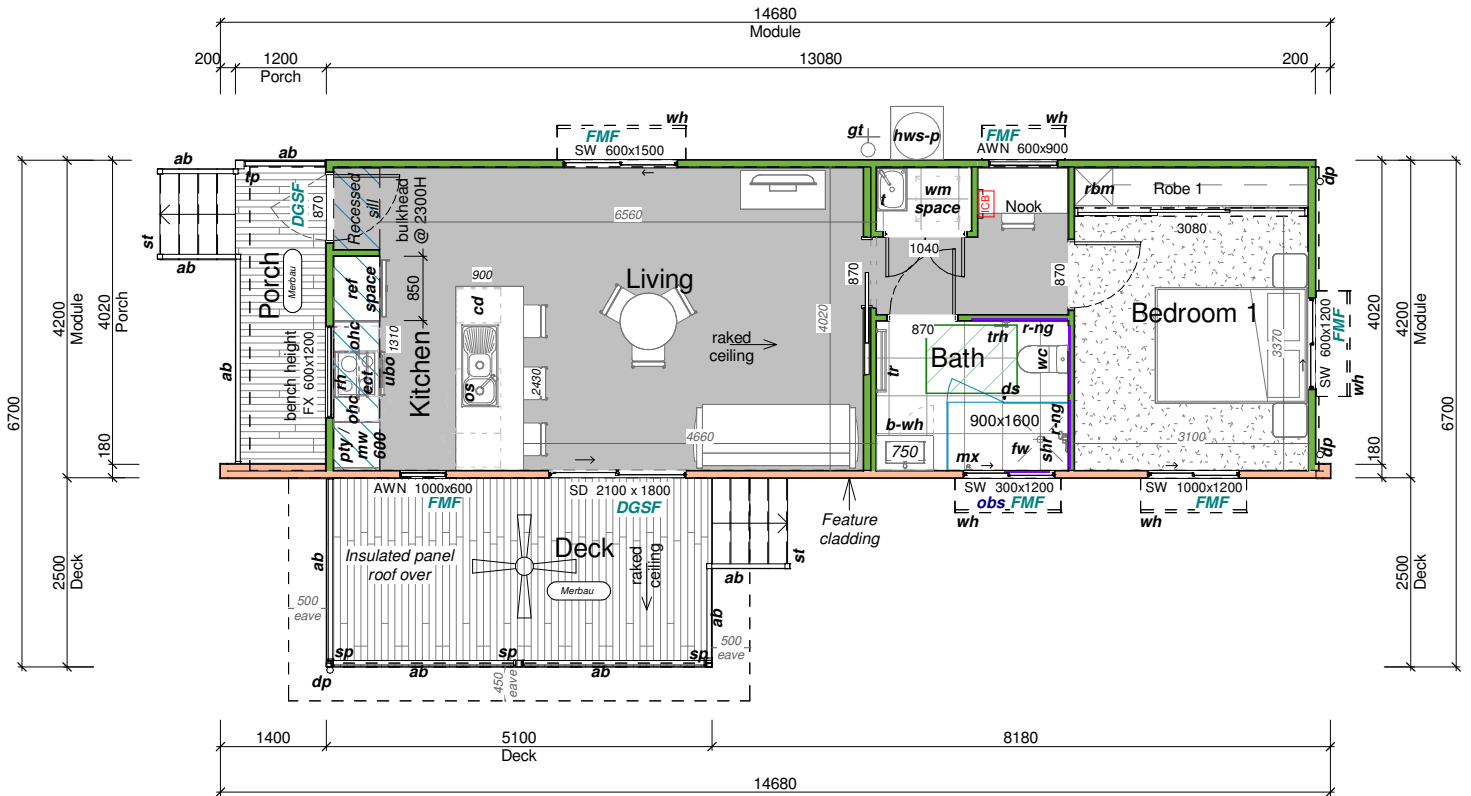 14680
Module
200
1200
Porch
13080
200
wh
FMF
SW 600x1500
gt
hws-p
wh
FMF
AWN 600x900
ab
ab
tp
dp
st
ab
DGSF
870
Recessed
sill
bulkhead
@ 2300H
6560
t
wm
space
ICB
Nook
rbm
Robe 1
3080
4200
Module
4020
Porch
Porch
Merbau
ref
space
850
900
cd
Living
1040
870
870
Bedroom 1
SW 600x1200
FMF
wh
4020
4200
Module
6700
6700
ab
bench height
FX 600x1200
ohc
rh
ect
ubo
1310
Kitchen
os
2430
raked
ceiling
4020
870
r-ng
trh
Bath
tr
wc
3370
ds
ohc
pty /
mw
600
4660
b-wh
750
900x1600
fw
shr
r-ng
mx
3100
180
dp
180
AWN 1000x600
FMF
SD 2100 x 1800
DGSF
SW 300x1200
obs FMF
wh
SW 1000x1200
FMF
wh
Feature
cladding
2500
Deck
ab
Insulated panel
roof over
Deck
Merbau
raked
ceiling
st
ab
ab
2500
Deck
500
eave
500
eave
sp
sp
sp
dp
ab
ab
450
eave
1400
5100
Deck
8180
14680